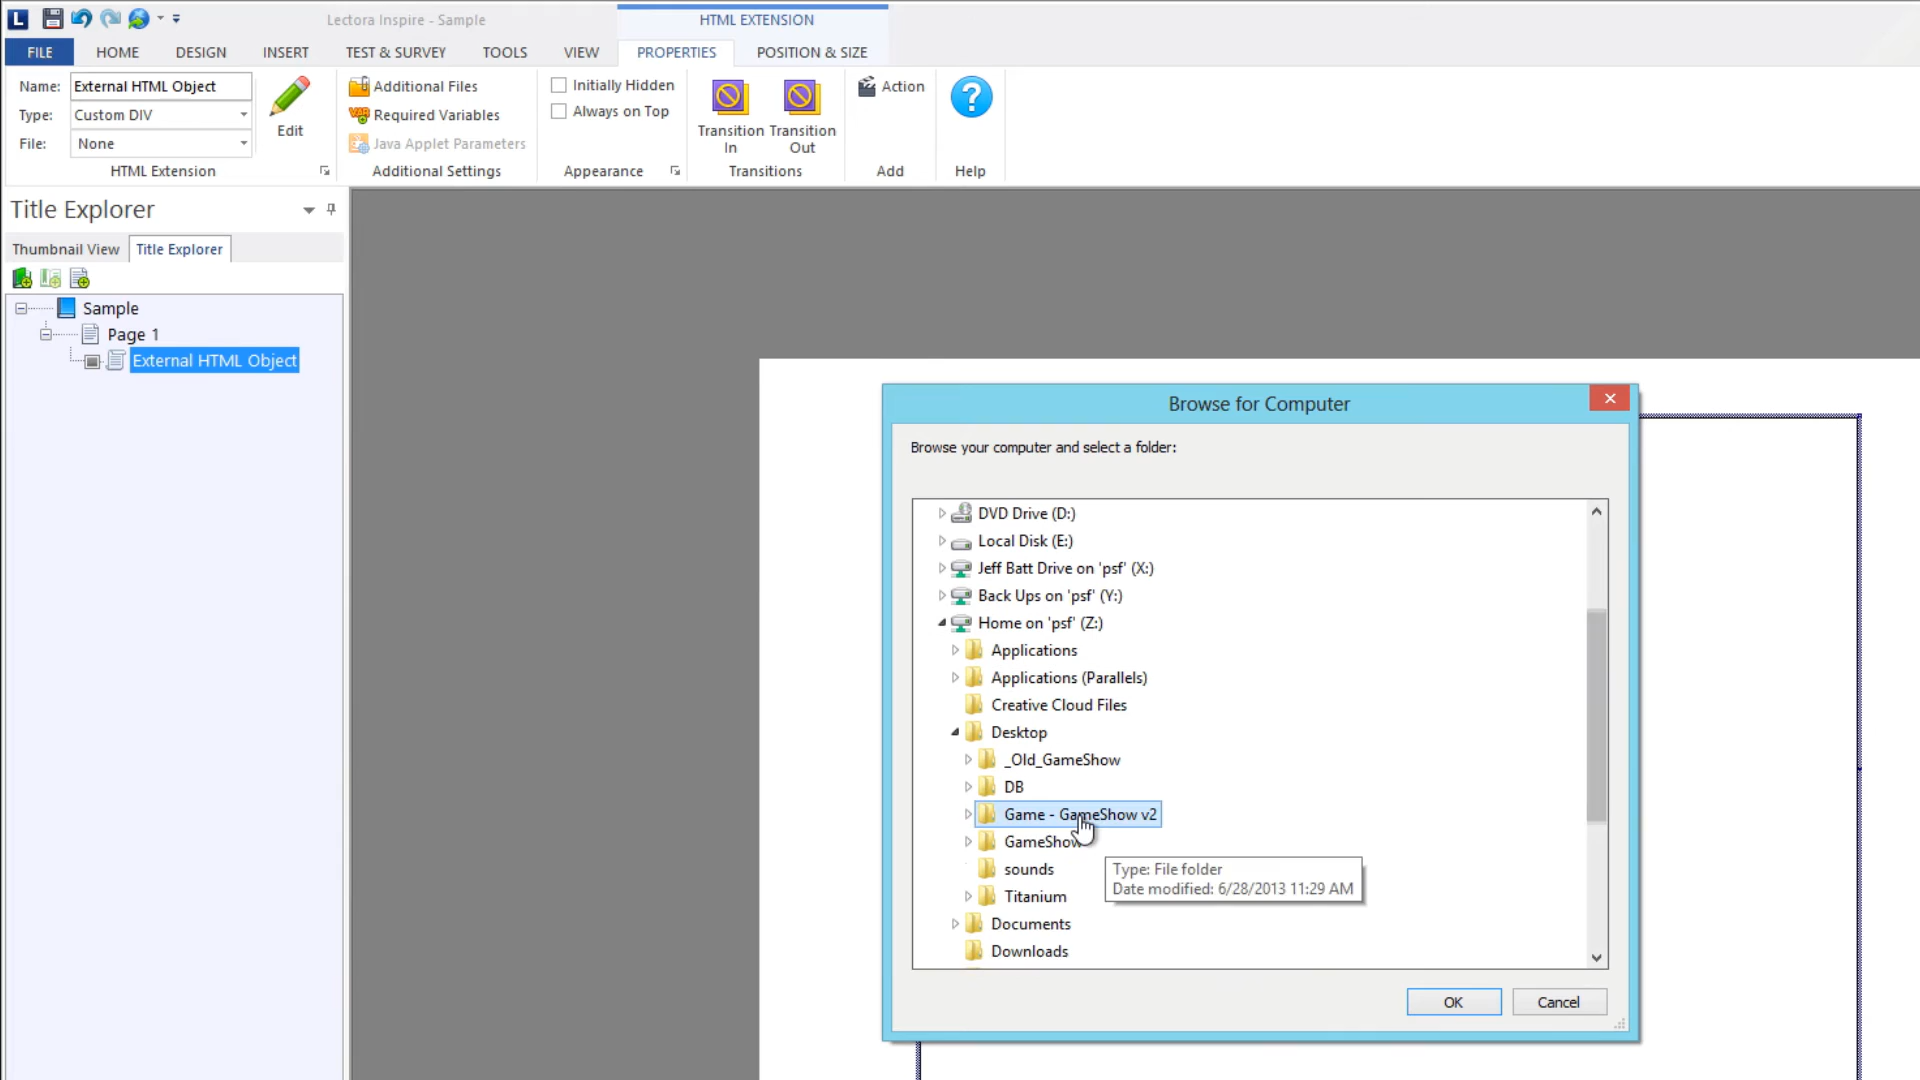 Lectora Inspire - Sample
HTML EXTENSION
FILE HOME DESIGN INSERT TEST & SURVEY TOOLS VIEW PROPERTIES POSITION & SIZE
Name: External HTML Object
Type: Custom DIV
File: None
Edit
HTML Extension
Additional Files
Required Variables
Java Applet Parameters
Additional Settings
Initially Hidden
Always on Top
Appearance
Transition In
Transition Out
Transitions
Action
Add
?
Help
Title Explorer
Thumbnail View Title Explorer
Sample
Page 1
External HTML Object
Browse for Computer
Browse your computer and select a folder:
DVD Drive (D:)
Local Disk (E:)
Jeff Batt Drive on 'psf' (X:)
Back Ups on 'psf' (Y:)
Home on 'psf' (Z:)
Applications
Applications (Parallels)
Creative Cloud Files
Desktop
_Old_GameShow
DB
Game - GameShow v2
GameShow
sounds
Type: File folder
Date modified: 6/28/2013 11:29 AM
Titanium
Documents
Downloads
OK Cancel